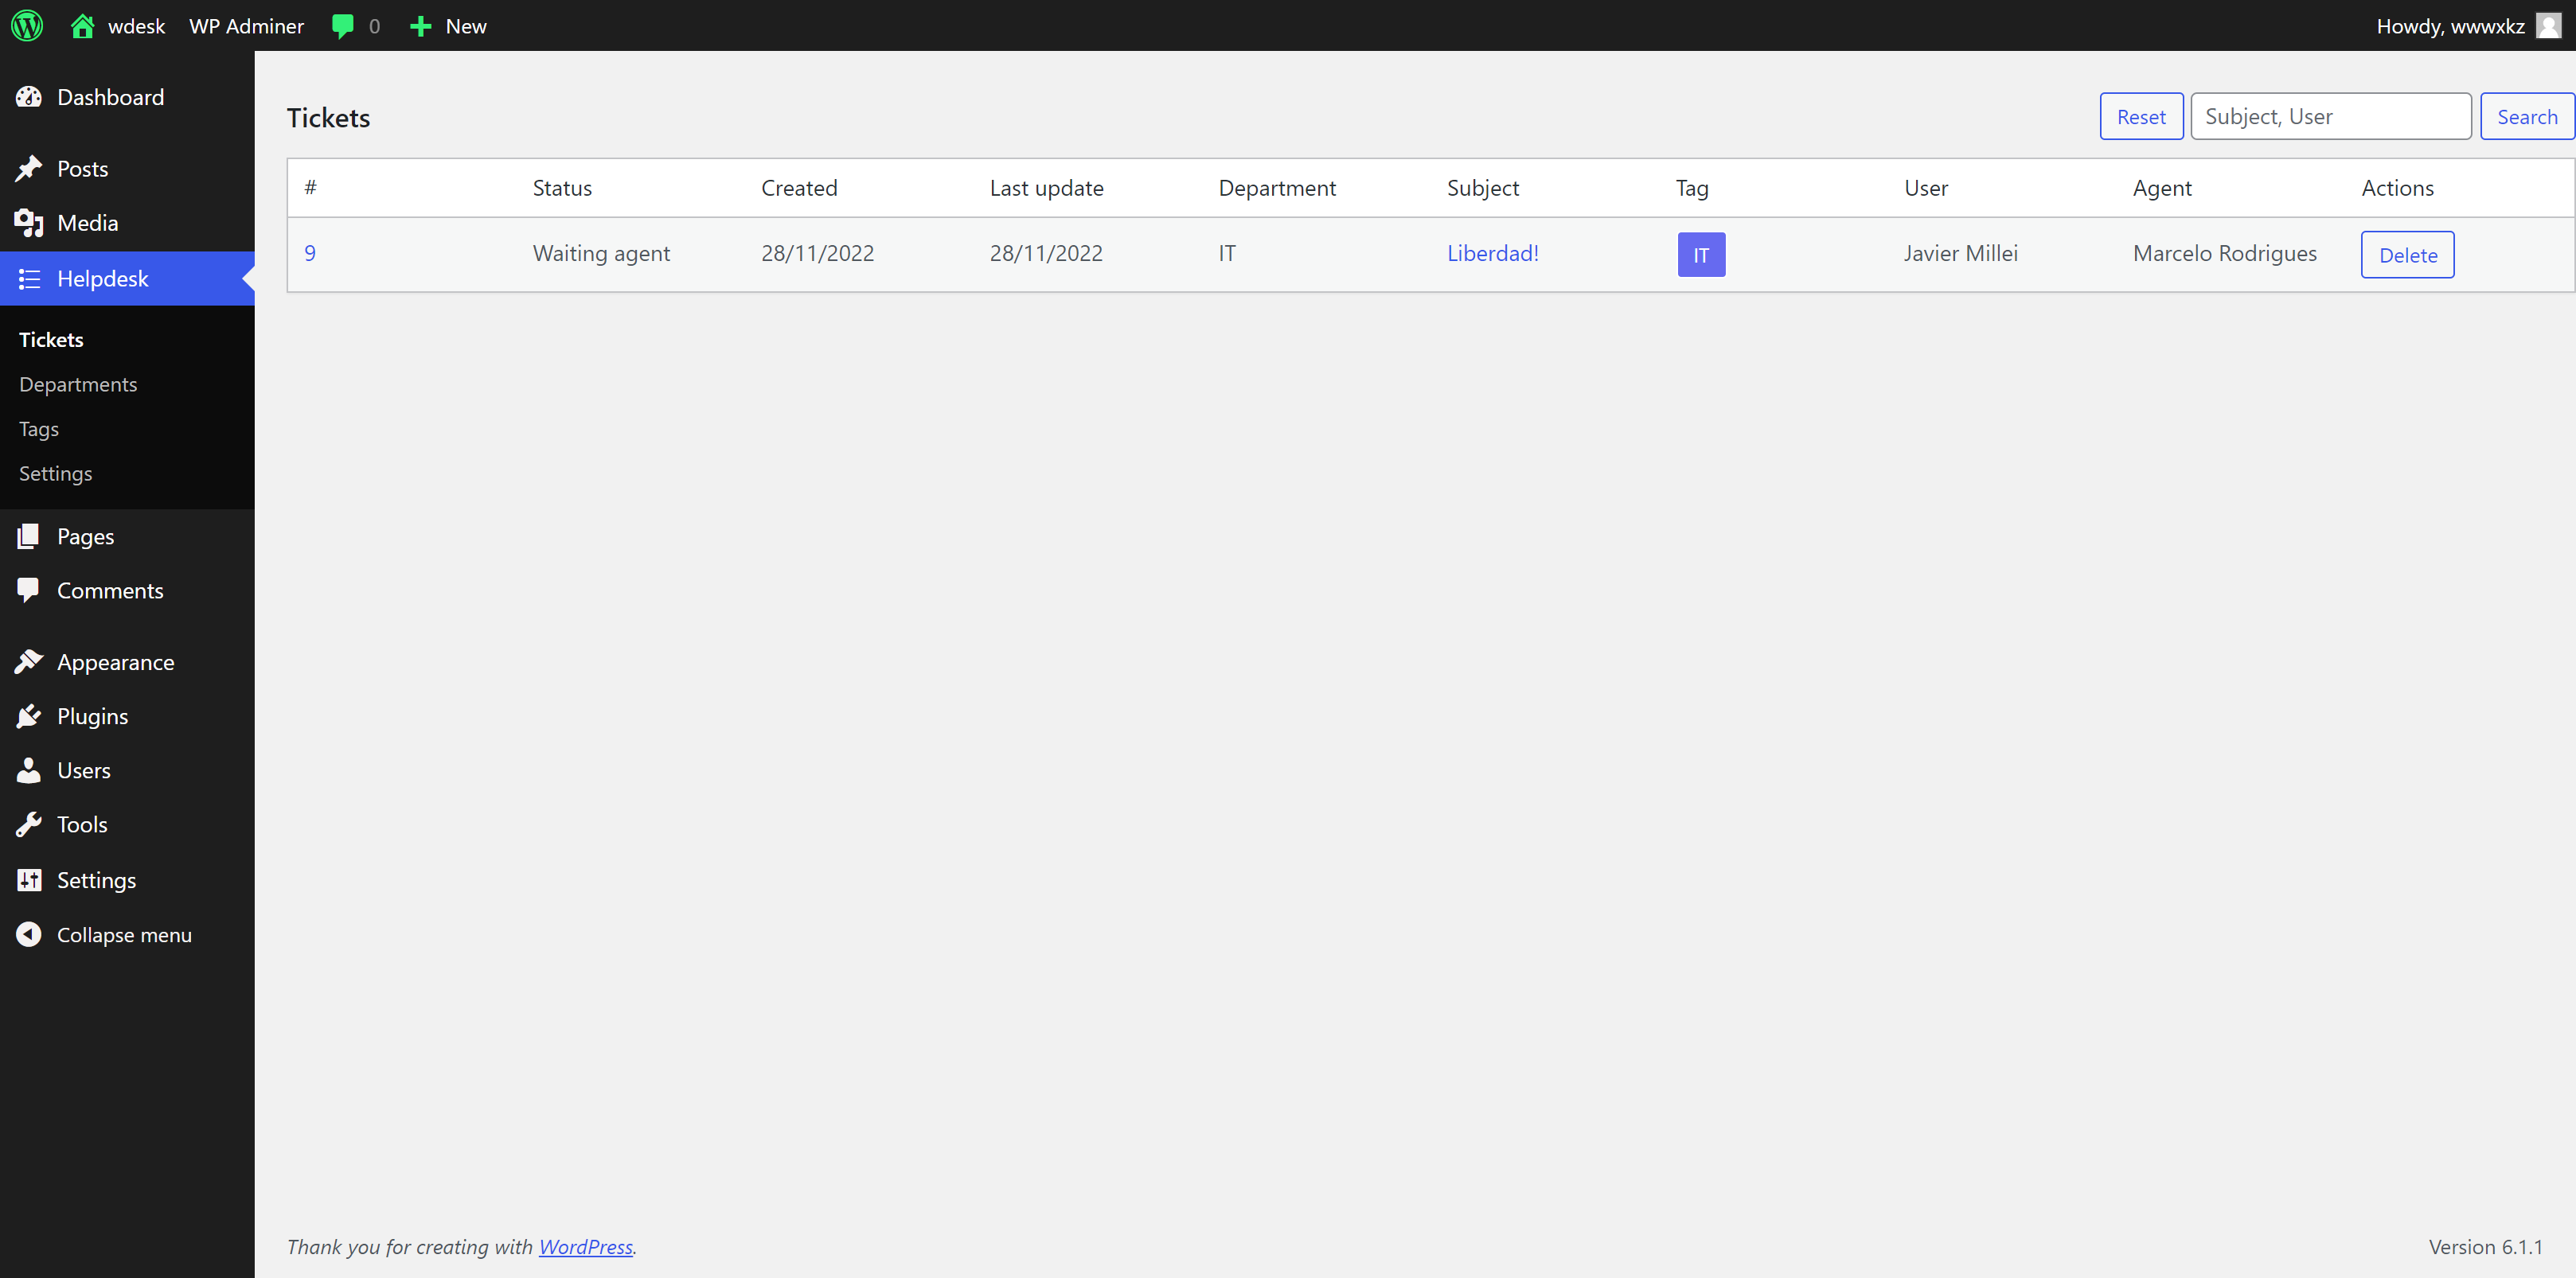 wdesk WP Adminer 0 New Howdy, wwwxkz
Dashboard
Posts
Media
Helpdesk
Tickets
Departments
Tags
Settings
Pages
Comments
Appearance
Plugins
Users
Tools
Settings
Collapse menu
Tickets Reset Subject, User Search
# Status Created Last update Department Subject Tag User Agent Actions
9 Waiting agent 28/11/2022 28/11/2022 IT Liberdad! IT Javier Millei Marcelo Rodrigues Delete
Thank you for creating with WordPress. Version 6.1.1